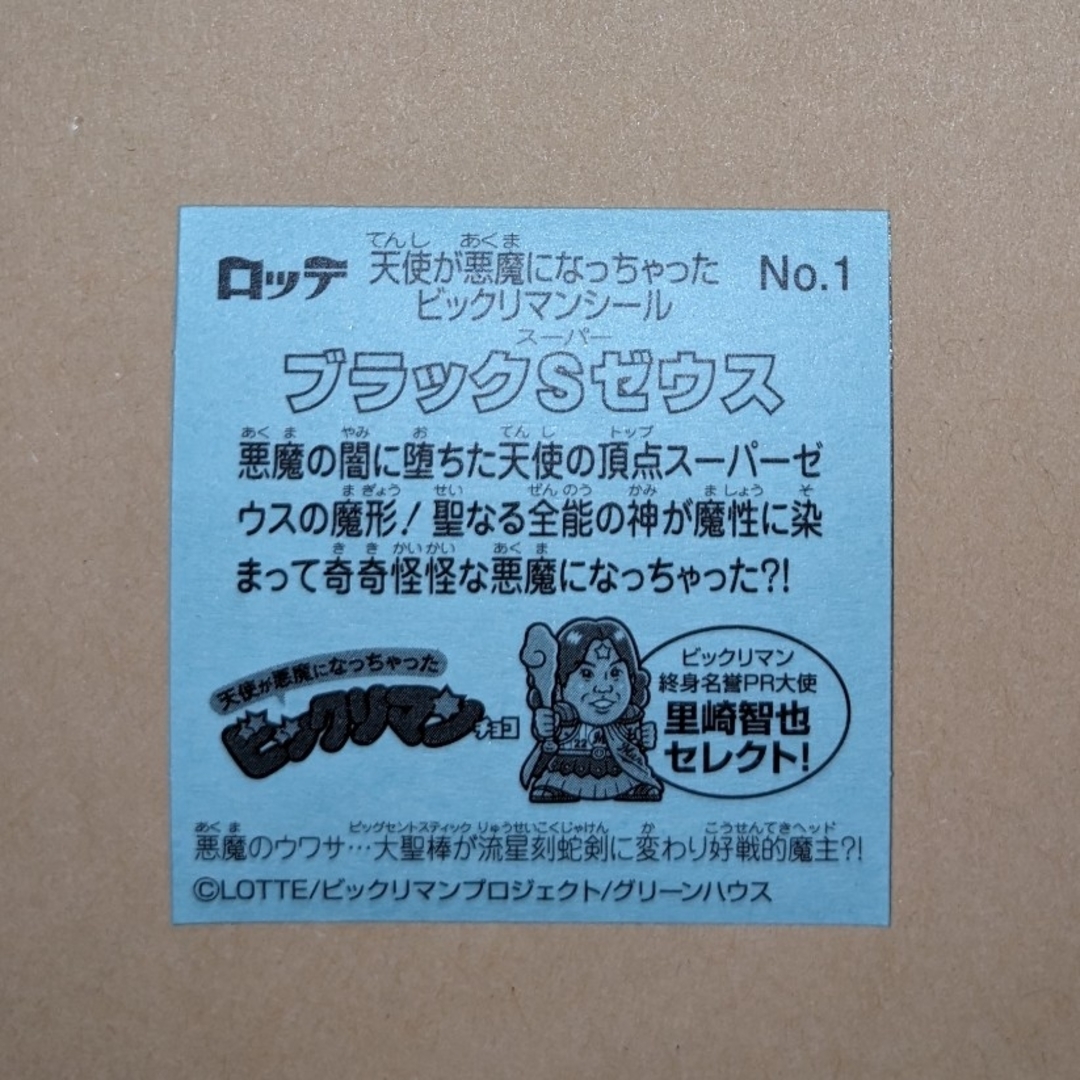 ロッテ 天使が悪魔になっちゃった No.1
てんし あくま
ビックリマンシール
スーパー
ブラックSゼウス
あくま やみ お てんし トップ
悪魔の闇に堕ちた天使の頂点スーパーゼ
まぎょう せい ぜんのう かみ ましょう そ
ウスの魔形!聖なる全能の神が魔性に染
きき かいかい あくま
まって奇奇怪怪な悪魔になっちゃった?!
天使が悪魔になっちゃった
ビックリマンチョコ
22
ビックリマン
終身名誉PR大使
里崎智也
セレクト!
あくま ビッグセントスティック りゅうせいこくじゃけん か こうせんてきヘッド
悪魔のウワサ…大聖棒が流星刻蛇剣に変わり好戦的魔主?!
©LOTTE/ビックリマンプロジェクト/グリーンハウス